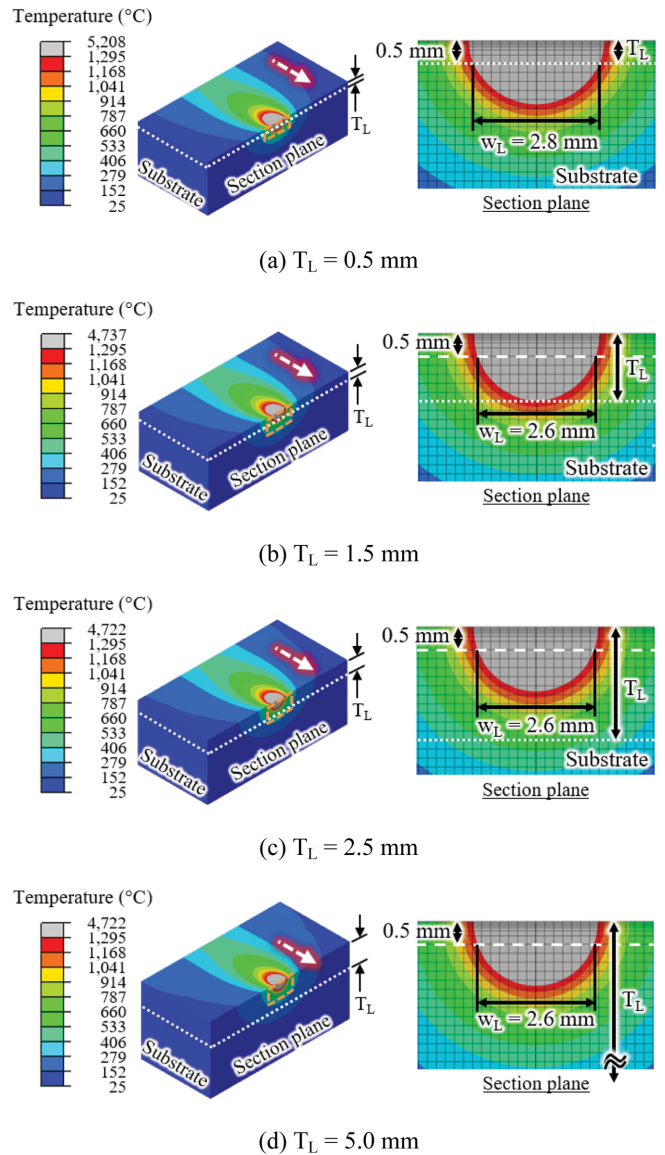 Temperature (°C)
5,208
1,295
1,168
1,041
914
787
660
533
406
279
152
25
T_L
Substrate
Section plane
0.5 mm
T_L
w_L = 2.8 mm
Substrate
Section plane
(a) T_L = 0.5 mm
Temperature (°C)
4,737
1,295
1,168
1,041
914
787
660
533
406
279
152
25
T_L
Substrate
Section plane
0.5 mm
T_L
w_L = 2.6 mm
Substrate
Section plane
(b) T_L = 1.5 mm
Temperature (°C)
4,722
1,295
1,168
1,041
914
787
660
533
406
279
152
25
T_L
Substrate
Section plane
0.5 mm
T_L
w_L = 2.6 mm
Substrate
Section plane
(c) T_L = 2.5 mm
Temperature (°C)
4,722
1,295
1,168
1,041
914
787
660
533
406
279
152
25
T_L
Substrate
Section plane
0.5 mm
T_L
w_L = 2.6 mm
Section plane
(d) T_L = 5.0 mm